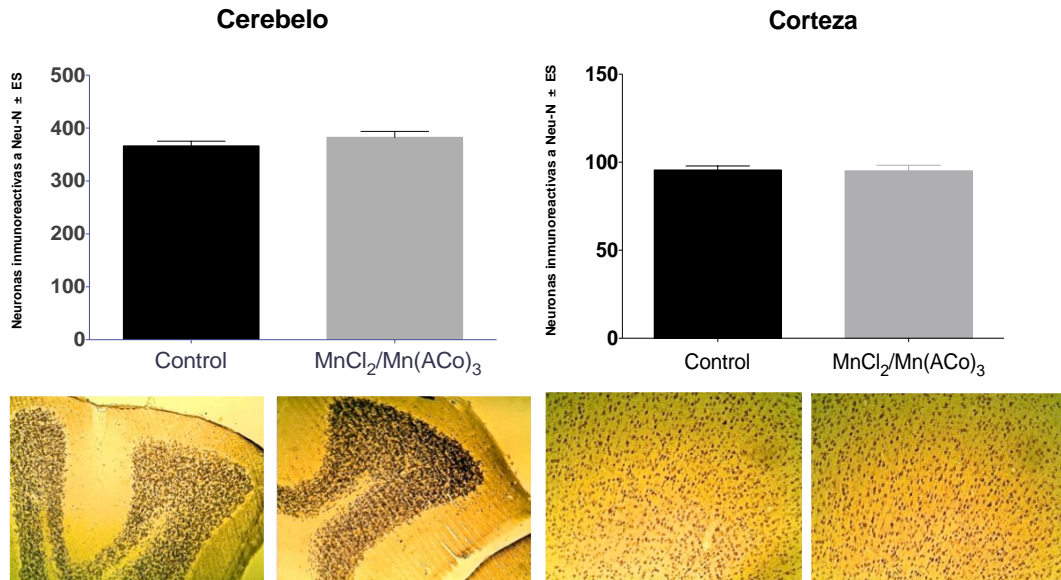 Cerebelo
Neuronas inmunoreactivas a Neu-N ± ES
500
400
300
200
100
0
Control
MnCl₂/Mn(ACo)₃
Corteza
Neuronas inmunoreactivas a Neu-N ± ES
150
100
50
0
Control
MnCl₂/Mn(ACo)₃